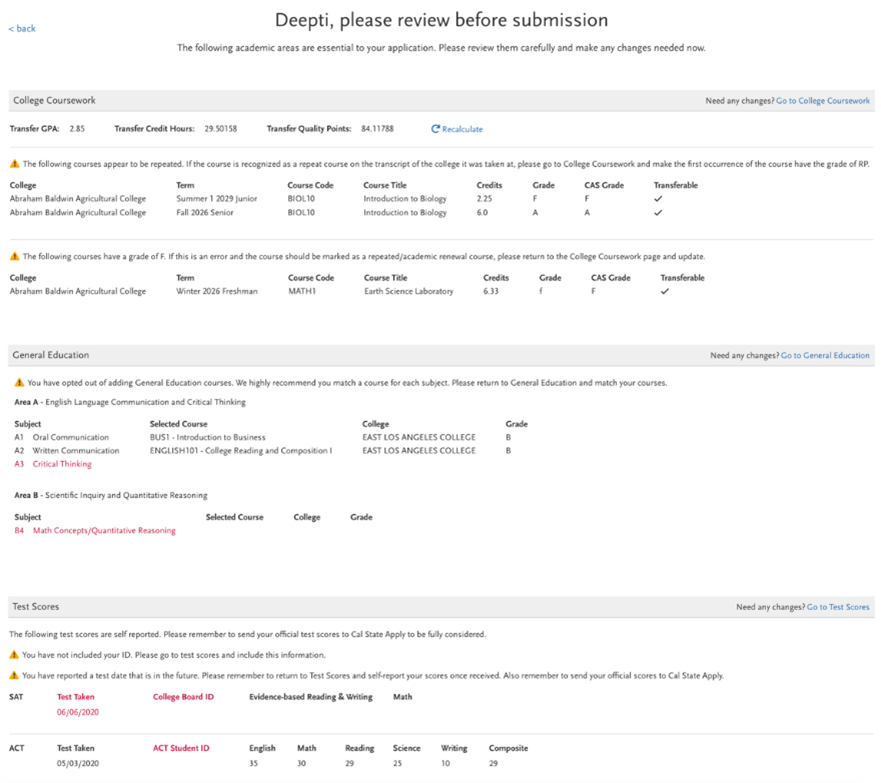 < back
Deepti, please review before submission
The following academic areas are essential to your application. Please review them carefully and make any changes needed now.
College Coursework Need any changes? Go to College Coursework
Transfer GPA: 2.85 Transfer Credit Hours: 29.50158 Transfer Quality Points: 84.11788 Recalculate
The following courses appear to be repeated. If the course is recognized as a repeat course on the transcript of the college it was taken at, please go to College Coursework and make the first occurrence of the course have the grade of RP.
College Term Course Code Course Title Credits Grade CAS Grade Transferable
Abraham Baldwin Agricultural College Summer 1 2029 Junior BIOL10 Introduction to Biology 2.25 F F ✓
Abraham Baldwin Agricultural College Fall 2026 Senior BIOL10 Introduction to Biology 6.0 A A ✓
The following courses have a grade of F. If this is an error and the course should be marked as a repeated/academic renewal course, please return to the College Coursework page and update.
College Term Course Code Course Title Credits Grade CAS Grade Transferable
Abraham Baldwin Agricultural College Winter 2026 Freshman MATH1 Earth Science Laboratory 6.33 f F ✓
General Education Need any changes? Go to General Education
You have opted out of adding General Education courses. We highly recommend you match a course for each subject. Please return to General Education and match your courses.
Area A - English Language Communication and Critical Thinking
Subject Selected Course College Grade
A1 Oral Communication BUS1 - Introduction to Business EAST LOS ANGELES COLLEGE B
A2 Written Communication ENGLISH101 - College Reading and Composition I EAST LOS ANGELES COLLEGE B
A3 Critical Thinking
Area B - Scientific Inquiry and Quantitative Reasoning
Subject Selected Course College Grade
B4 Math Concepts/Quantitative Reasoning
Test Scores Need any changes? Go to Test Scores
The following test scores are self reported. Please remember to send your official test scores to Cal State Apply to be fully considered.
You have not included your ID. Please go to test scores and include this information.
You have reported a test date that is in the future. Please remember to return to Test Scores and self-report your scores once received. Also remember to send your official scores to Cal State Apply.
SAT Test Taken College Board ID Evidence-based Reading & Writing Math
06/06/2020
ACT Test Taken ACT Student ID English Math Reading Science Writing Composite
05/03/2020 35 30 29 25 10 29